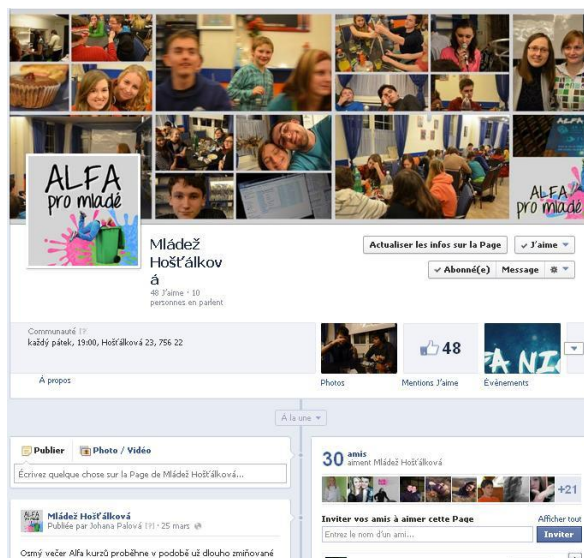 ALFA
pro mladé
ALFA
pro mladé
Mládež
Hošťálkov
á
48 J'aime · 10
personnes en parlent
Actualiser les infos sur la Page
J'aime
Abonné(e)
Message
Communauté [?]
každý pátek, 19:00, Hošťálková 23, 756 22
À propos
48
Photos
Mentions J'aime
Évènements
À la une
Publier
Photo / Vidéo
Écrivez quelque chose sur la Page de Mládež Hošťálková...
Mládež Hošťálková
Publiée par Johana Palová [?] · 25 mars
Osmý večer Alfa kurzů proběhne v podobě už dlouho zmiňované
30 amis
aiment Mládež Hošťálková
+21
Inviter vos amis à aimer cette Page
Afficher tout
Entrez le nom d'un ami...
Inviter